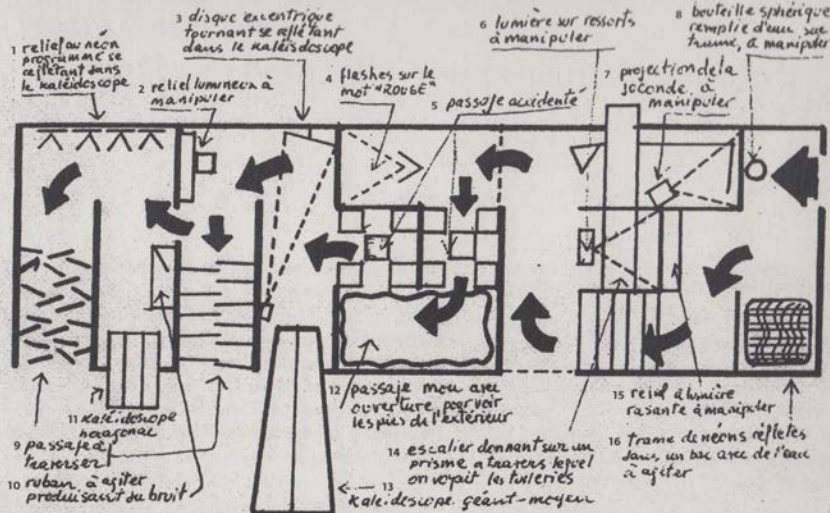 1 relief au néon
programmé se
reflétant dans
le kaléidoscope
2 relief lumineux à
manipuler
3 disque excentrique
tournant se reflétant
dans le kaléidoscope
4 flashes sur le
mot "ROUGE"
5 passage accidenté
6 lumière sur ressorts
à manipuler
7 projection de la
seconde à
manipuler
8 bouteille sphérique
remplie d'eau sur
trame, à manipuler
9 passage à
traverser
10 ruban à agiter
produisant du bruit
11 kaléidoscope
hexagonal
12 passage mou avec
ouverture pour voir
les pies de l'extérieur
13
kaléidoscope géant-moyen
14 escalier donnant sur un
prisme a travers lequel
on voyait les tuileries
15 relief à lumière
rasante à manipuler
16 trame de néons réfletés
dans un bac avec de l'eau
à agiter